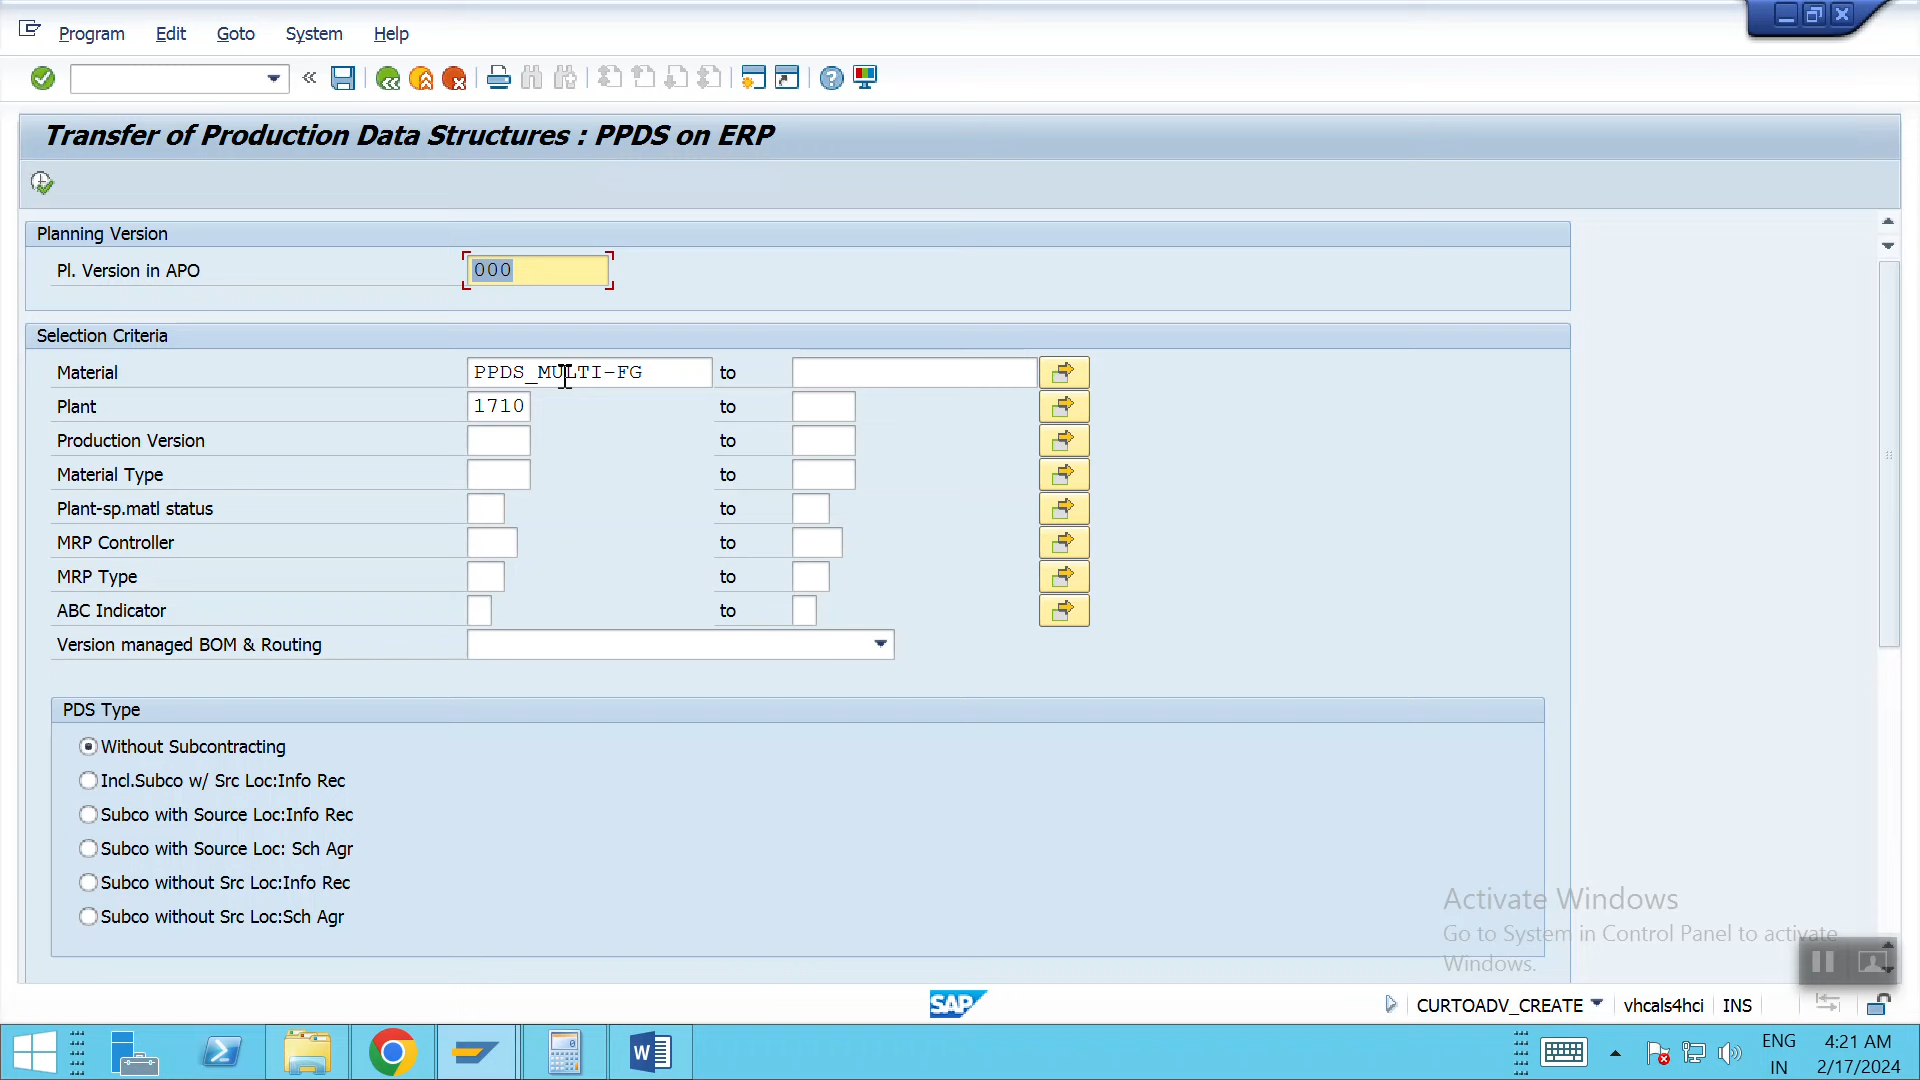 Program Edit Goto System Help
Transfer of Production Data Structures : PPDS on ERP
Planning Version
Pl. Version in APO 000
Selection Criteria
Material PPDS_MULTI-FG to
Plant 1710 to
Production Version to
Material Type to
Plant-sp.matl status to
MRP Controller to
MRP Type to
ABC Indicator to
Version managed BOM & Routing
PDS Type
Without Subcontracting
Incl.Subco w/ Src Loc:Info Rec
Subco with Source Loc:Info Rec
Subco with Source Loc: Sch Agr
Subco without Src Loc:Info Rec
Subco without Src Loc:Sch Agr
Activate Windows
Go to System in Control Panel to activate
Windows.
SAP CURTOADV_CREATE vhcals4hci INS
ENG 4:21 AM
IN 2/17/2024